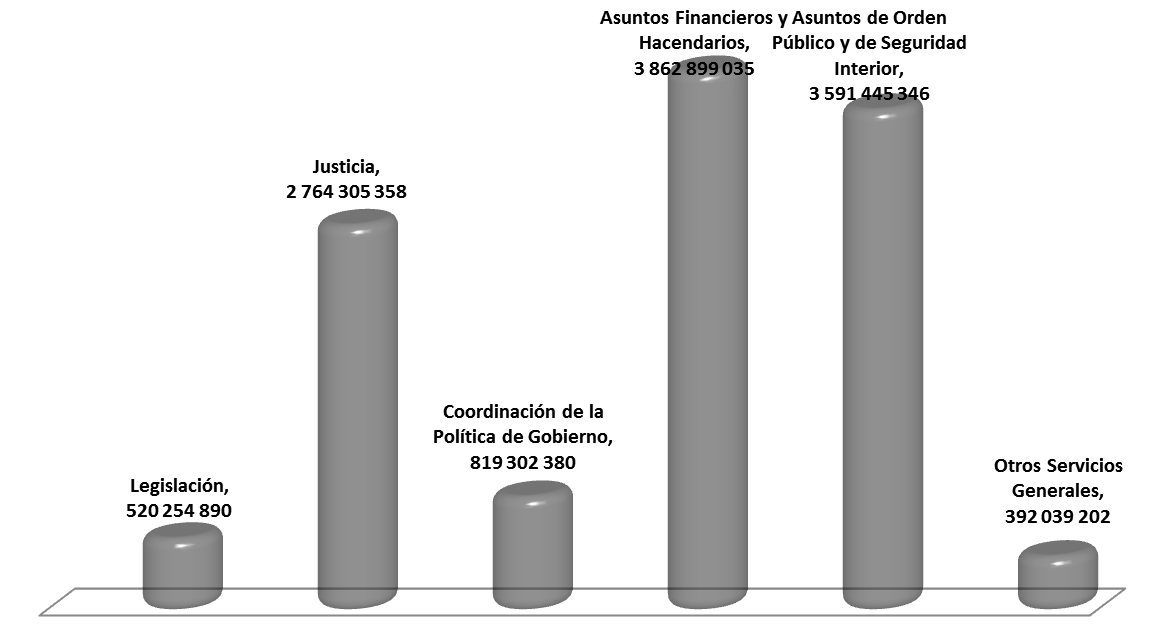 Legislación,
520 254 890
Justicia,
2 764 305 358
Coordinación de la
Política de Gobierno,
819 302 380
Asuntos Financieros y
Hacendarios,
3 862 899 035
Asuntos de Orden
Público y de Seguridad
Interior,
3 591 445 346
Otros Servicios
Generales,
392 039 202